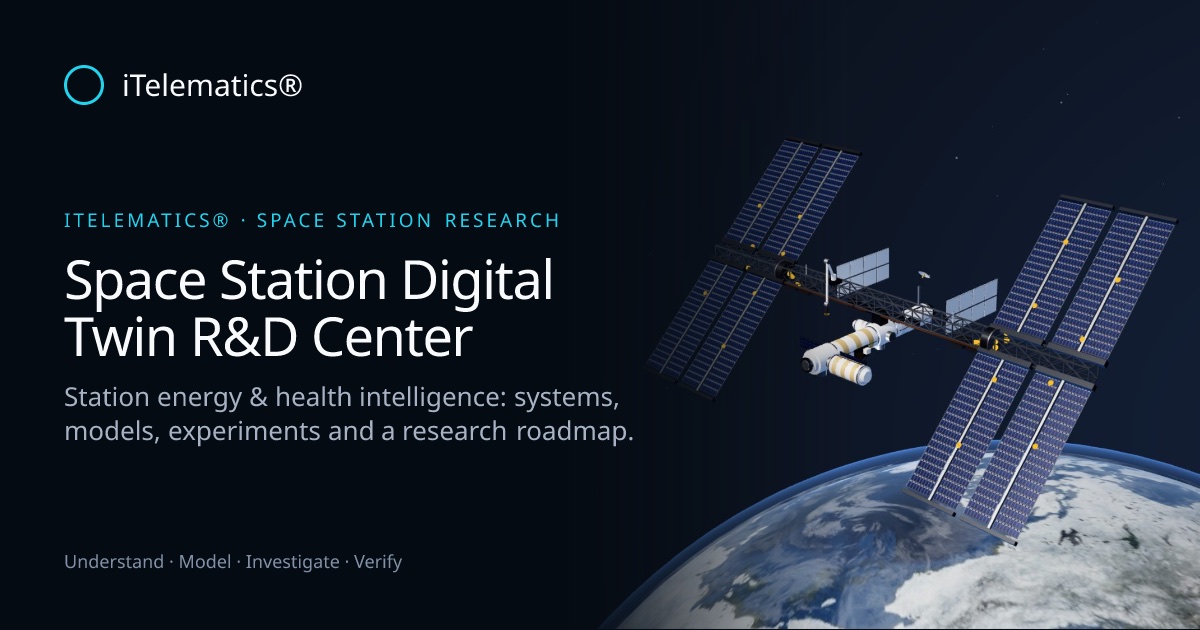 iTelematics®
ITELEMATICS® · SPACE STATION RESEARCH
Space Station Digital
Twin R&D Center
Station energy & health intelligence: systems,
models, experiments and a research roadmap.
Understand · Model · Investigate · Verify